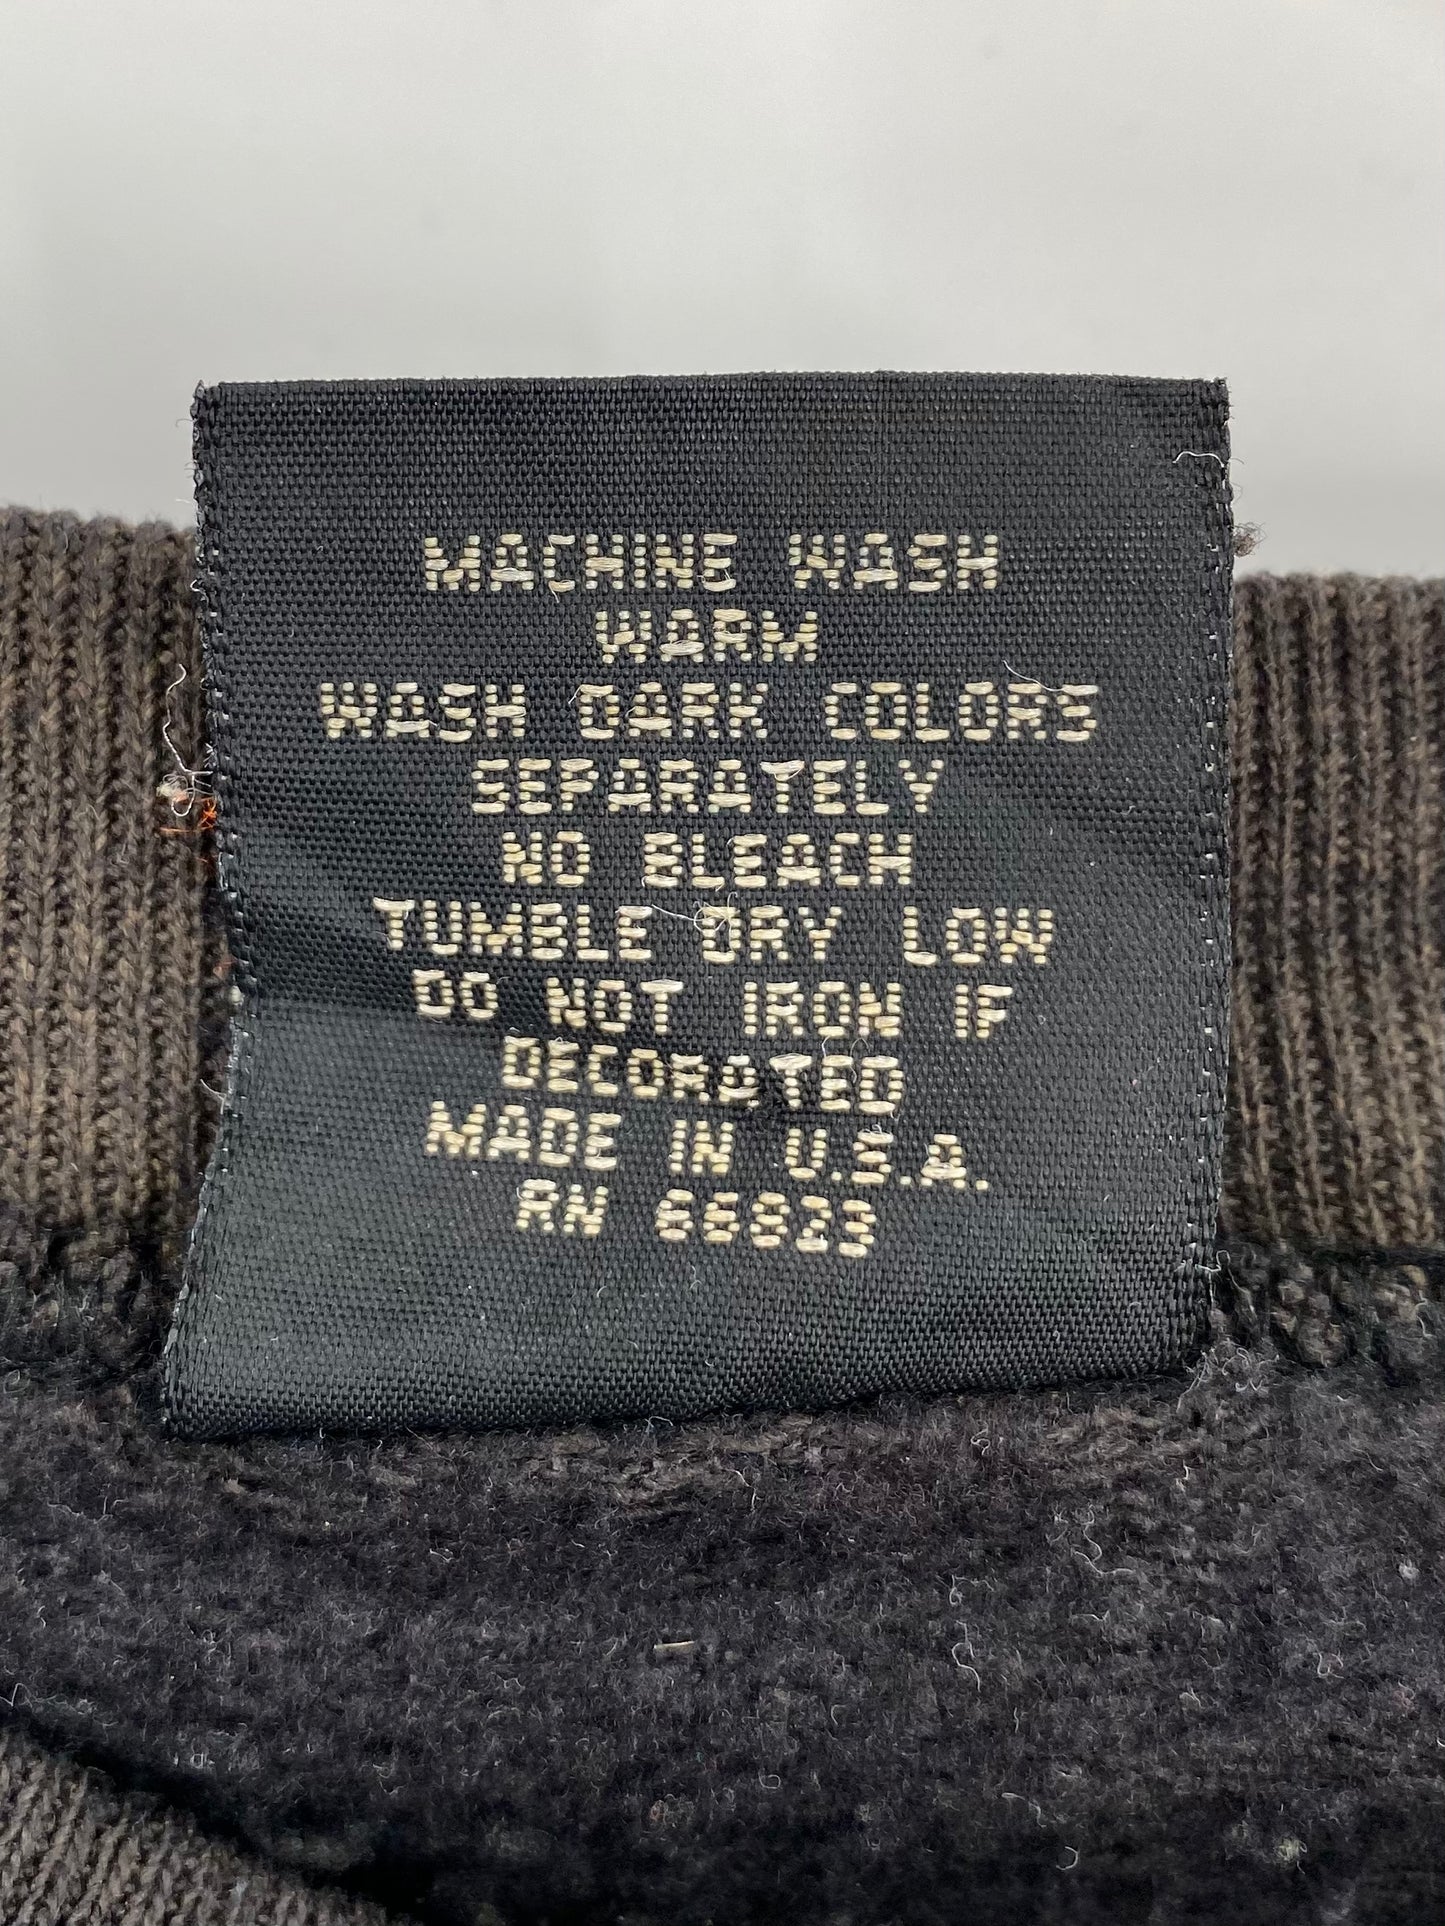 MACHINE WASH
WARM
WASH DARK COLORS
SEPARATELY
NO BLEACH
TUMBLE DRY LOW
DO NOT IRON IF
DECORATED
MADE IN U.S.A.
RN